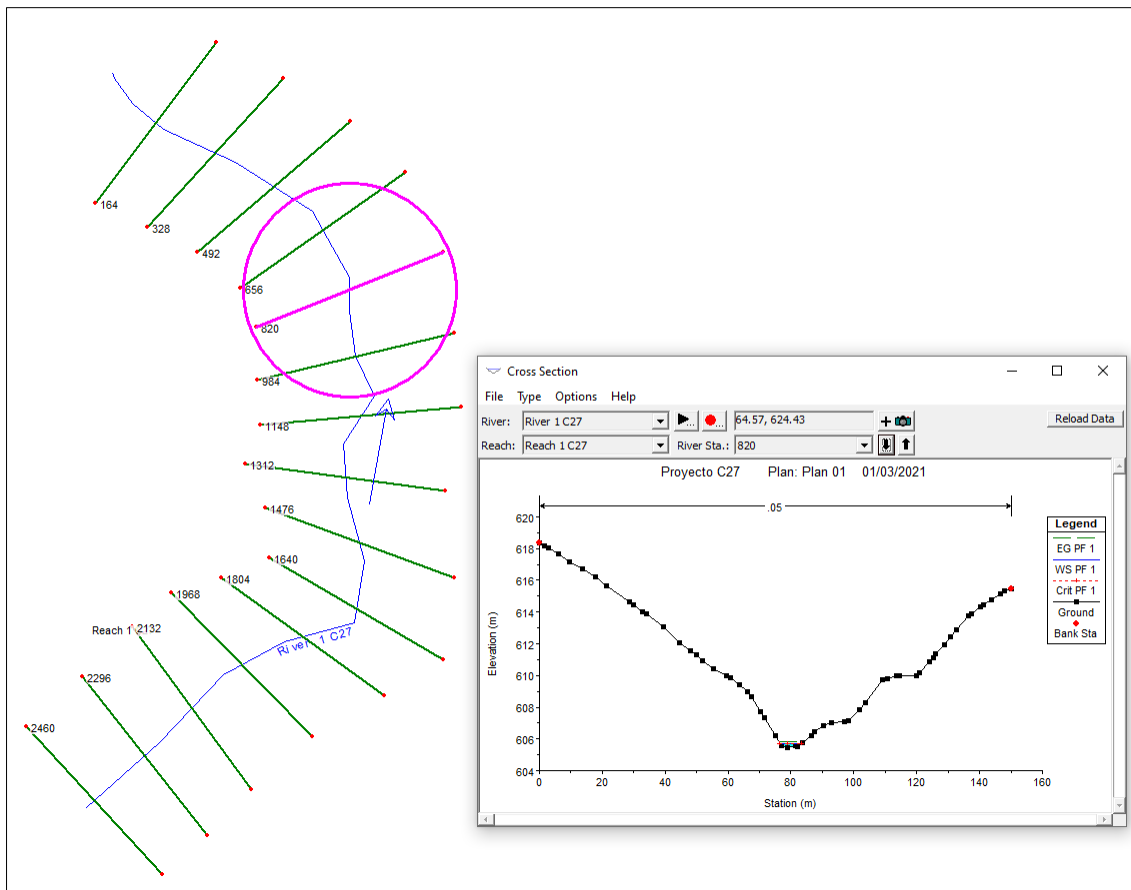 164
328
492
656
820
984
1148
1312
1476
1640
1804
1968
Reach 1
2132
2296
2460
River 1 C27
Cross Section
File Type Options Help
River: River 1 C27 64.57, 624.43 Reload Data
Reach: Reach 1 C27 River Sta.: 820
Proyecto C27 Plan: Plan 01 01/03/2021
.05
620
618
616
614
612
610
608
606
604
0 20 40 60 80 100 120 140 160
Elevation (m)
Station (m)
Legend
EG PF 1
WS PF 1
Crit PF 1
Ground
Bank Sta